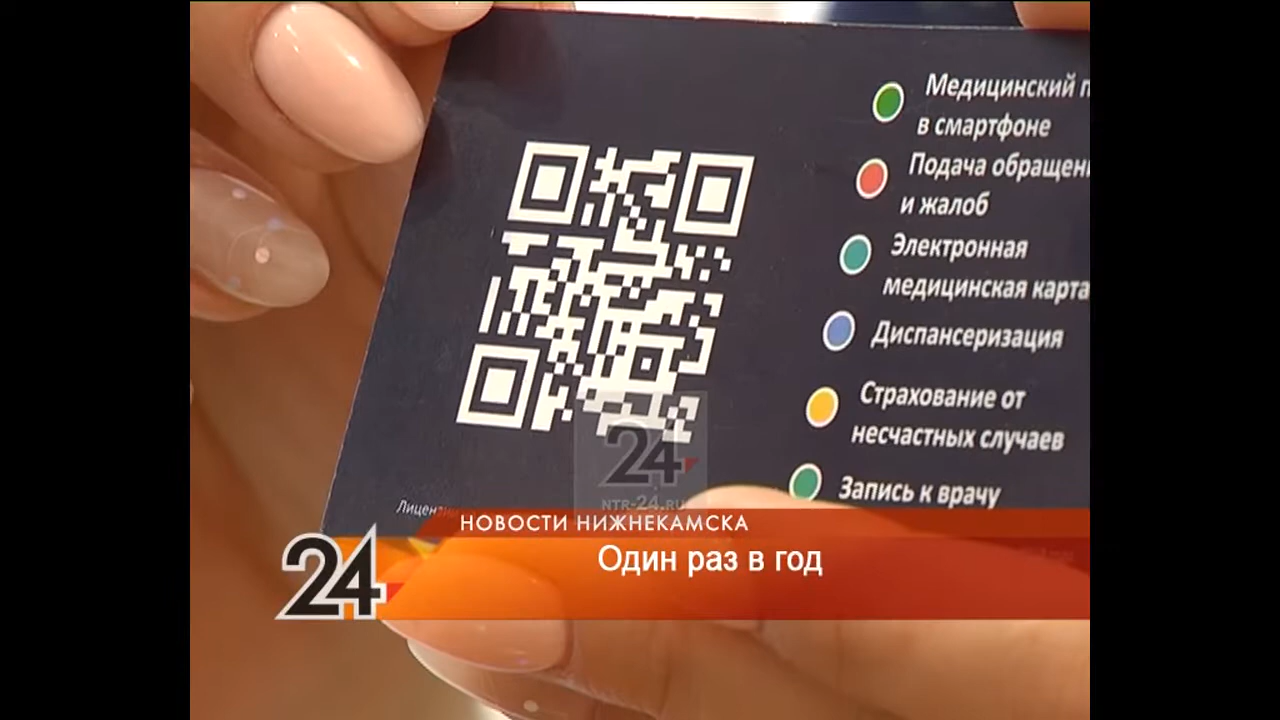 Медицинский п
в смартфоне
Подача обращен
и жалоб
Электронная
медицинская карта
Диспансеризация
Страхование от
несчастных случаев
Запись к врачу
24
NTR-24.RU
НОВОСТИ НИЖНЕКАМСКА
Один раз в год
24